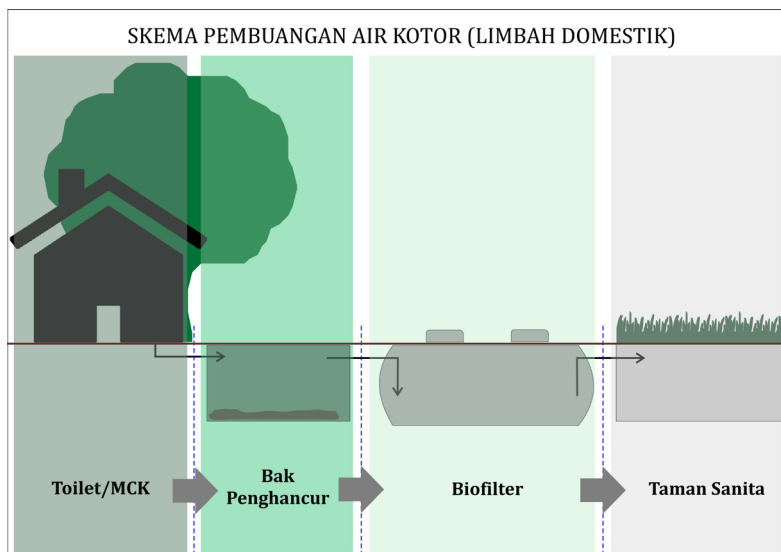 SKEMA PEMBUANGAN AIR KOTOR (LIMBAH DOMESTIK)
Toilet/MCK
Bak
Penghancur
Biofilter
Taman Sanita